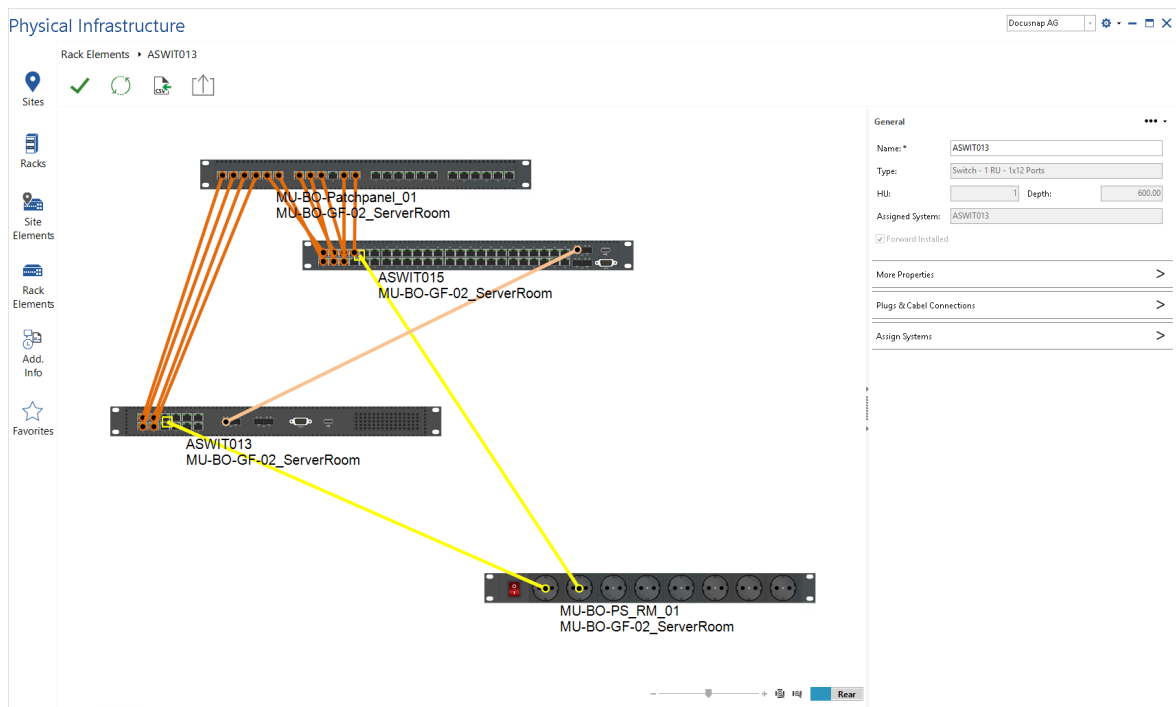 Physical Infrastructure
Docusnap AG
Rack Elements ▸ ASWIT013
Sites
Racks
Site
Elements
Rack
Elements
Add.
Info
Favorites
CSV
MU-BO-Patchpanel_01
MU-BO-GF-02_ServerRoom
ASWIT015
MU-BO-GF-02_ServerRoom
ASWIT013
MU-BO-GF-02_ServerRoom
MU-BO-PS_RM_01
MU-BO-GF-02_ServerRoom
Rear
General
Name: * ASWIT013
Type: Switch - 1 RU - 1x12 Ports
HU: 1 Depth: 600.00
Assigned System: ASWIT013
Forward Installed
More Properties
Plugs & Cabel Connections
Assign Systems